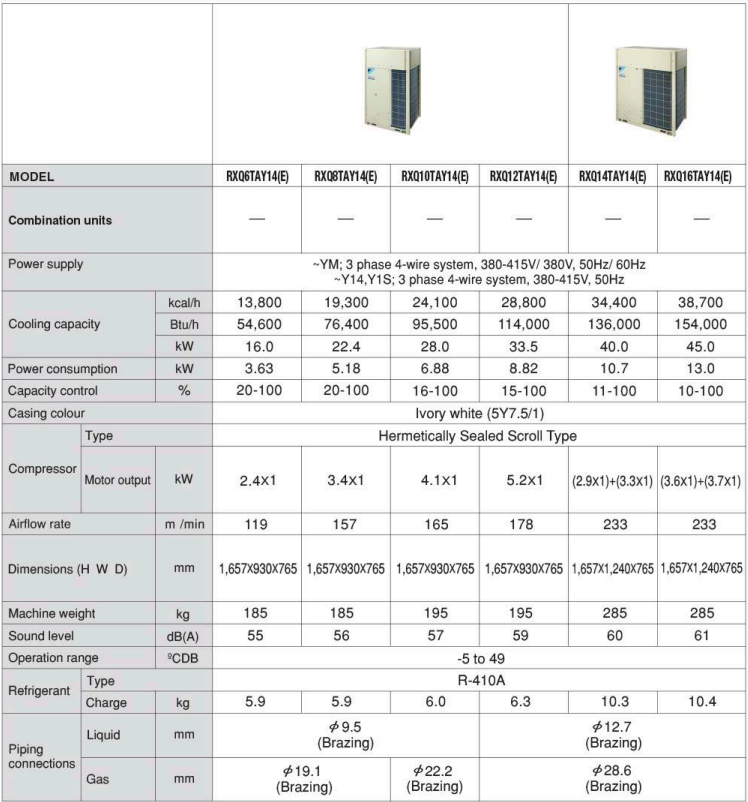 MODEL RXQ6TAY14(E) RXQ8TAY14(E) RXQ10TAY14(E) RXQ12TAY14(E) RXQ14TAY14(E) RXQ16TAY14(E)
Combination units — — — — — —
Power supply ~YM; 3 phase 4-wire system, 380-415V/ 380V, 50Hz/ 60Hz
~Y14,Y1S; 3 phase 4-wire system, 380-415V, 50Hz
Cooling capacity kcal/h 13,800 19,300 24,100 28,800 34,400 38,700
Btu/h 54,600 76,400 95,500 114,000 136,000 154,000
kW 16.0 22.4 28.0 33.5 40.0 45.0
Power consumption kW 3.63 5.18 6.88 8.82 10.7 13.0
Capacity control % 20-100 20-100 16-100 15-100 11-100 10-100
Casing colour Ivory white (5Y7.5/1)
Compressor Type Hermetically Sealed Scroll Type
Motor output kW 2.4x1 3.4x1 4.1x1 5.2x1 (2.9x1)+(3.3x1) (3.6x1)+(3.7x1)
Airflow rate m /min 119 157 165 178 233 233
Dimensions (H W D) mm 1,657X930X765 1,657X930X765 1,657X930X765 1,657X930X765 1,657X1,240X765 1,657X1,240X765
Machine weight kg 185 185 195 195 285 285
Sound level dB(A) 55 56 57 59 60 61
Operation range ºCDB -5 to 49
Refrigerant Type R-410A
Charge kg 5.9 5.9 6.0 6.3 10.3 10.4
Piping connections Liquid mm ϕ9.5 (Brazing) ϕ12.7 (Brazing)
Gas mm ϕ19.1 (Brazing) ϕ22.2 (Brazing) ϕ28.6 (Brazing)